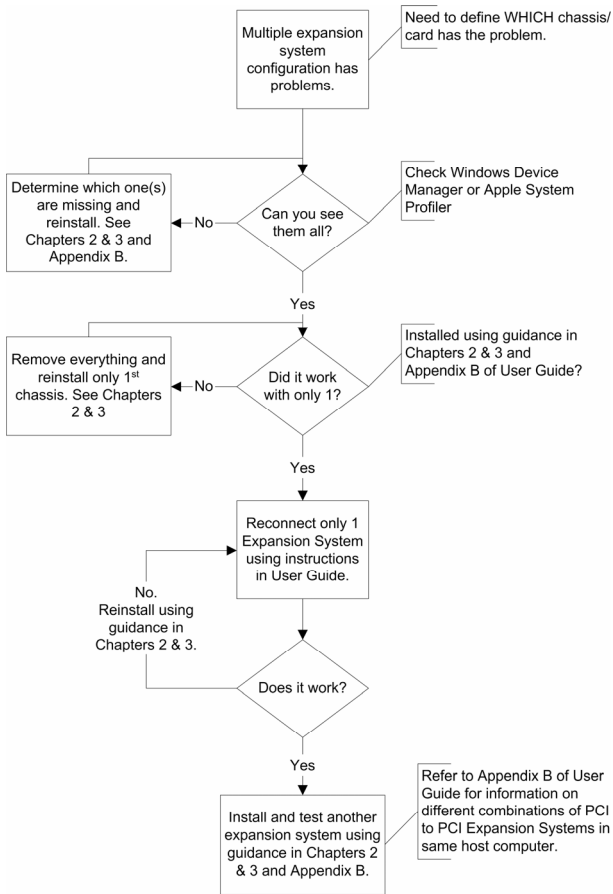 Multiple expansion
system
configuration has
problems.
Need to define WHICH chassis/
card has the problem.
Determine which one(s)
are missing and
reinstall. See
Chapters 2 & 3 and
Appendix B.
No
Can you see
them all?
Check Windows Device
Manager or Apple System
Profiler
Yes
Remove everything and
reinstall only 1st
chassis. See Chapters
2 & 3
No
Did it work
with only 1?
Installed using guidance in
Chapters 2 & 3 and
Appendix B of User Guide?
Yes
Reconnect only 1
Expansion System
using instructions
in User Guide.
No.
Reinstall using
guidance in
Chapters 2 & 3.
Does it work?
Yes
Install and test another
expansion system using
guidance in Chapters 2
& 3 and Appendix B.
Refer to Appendix B of User
Guide for information on
different combinations of PCI
to PCI Expansion Systems in
same host computer.